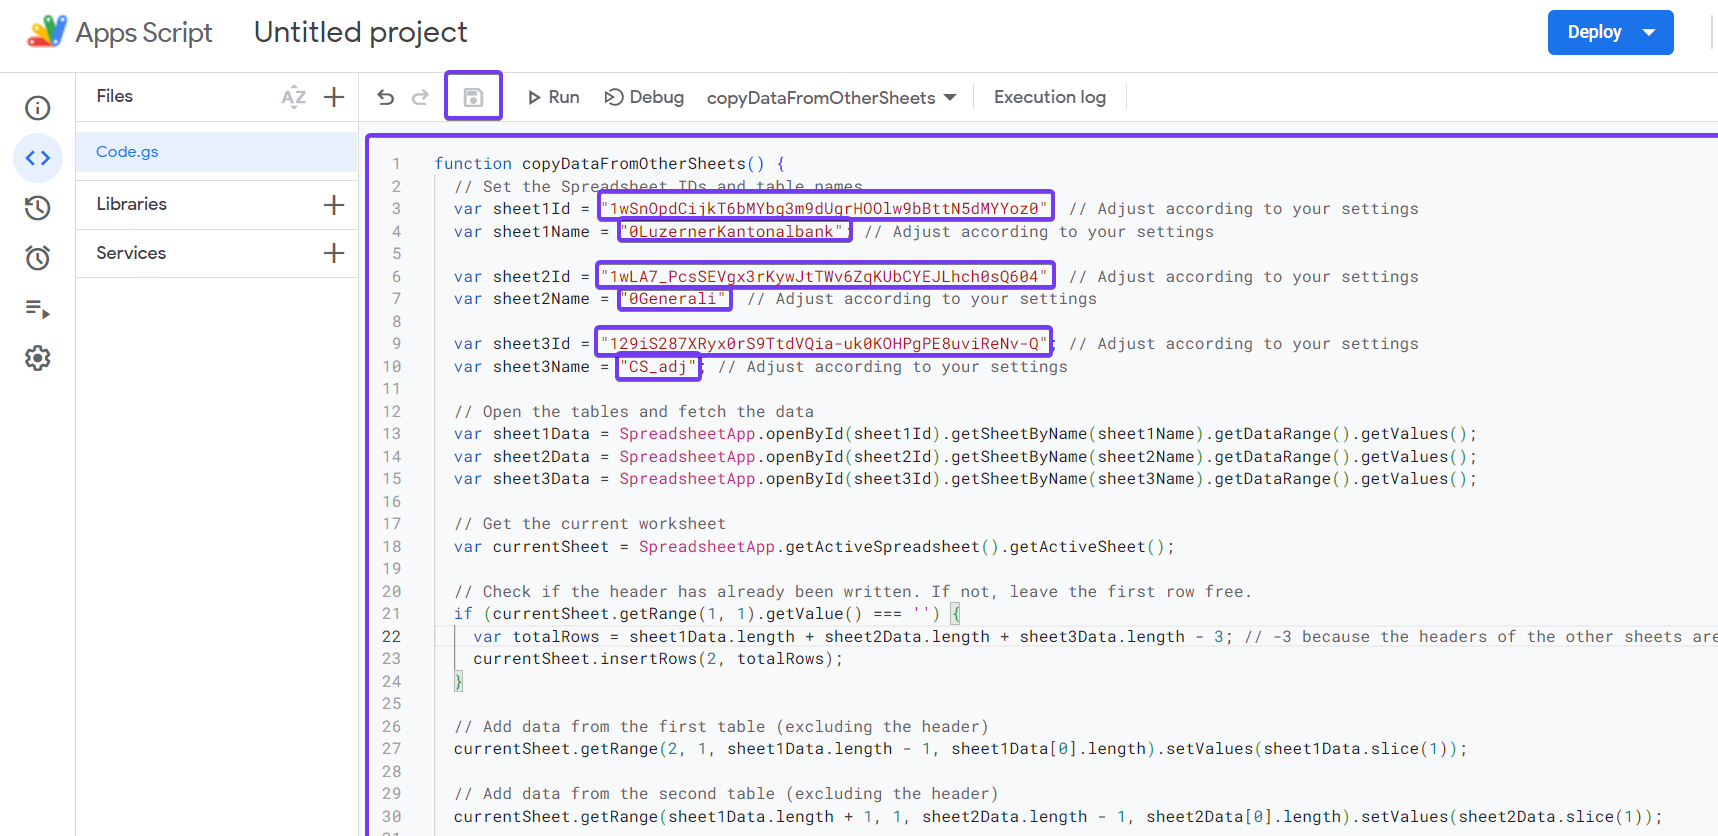 Apps Script Untitled project Deploy
Files AZ Run Debug copyDataFromOtherSheets Execution log
Code.gs
Libraries
Services
1 function copyDataFromOtherSheets() {
2 // Set the Spreadsheet IDs and table names
3 var sheet1Id = "1wSnOpdCijkT6bMYbg3m9dUgrHOOlw9bBttN5dMYYoz0" // Adjust according to your settings
4 var sheet1Name = "0LuzernerKantonalbank"; // Adjust according to your settings
5
6 var sheet2Id = "1wLA7_PcsSEVgx3rKywJtTWv6ZqKUbCYEJLhch0sQ604" // Adjust according to your settings
7 var sheet2Name = "0Generali"; // Adjust according to your settings
8
9 var sheet3Id = "129iS287XRyx0rS9TtdVQia-uk0KOHPgPE8uviReNv-Q"; // Adjust according to your settings
10 var sheet3Name = "CS_adj"; // Adjust according to your settings
11
12 // Open the tables and fetch the data
13 var sheet1Data = SpreadsheetApp.openById(sheet1Id).getSheetByName(sheet1Name).getDataRange().getValues();
14 var sheet2Data = SpreadsheetApp.openById(sheet2Id).getSheetByName(sheet2Name).getDataRange().getValues();
15 var sheet3Data = SpreadsheetApp.openById(sheet3Id).getSheetByName(sheet3Name).getDataRange().getValues();
16
17 // Get the current worksheet
18 var currentSheet = SpreadsheetApp.getActiveSpreadsheet().getActiveSheet();
19
20 // Check if the header has already been written. If not, leave the first row free.
21 if (currentSheet.getRange(1, 1).getValue() === '') {
22 var totalRows = sheet1Data.length + sheet2Data.length + sheet3Data.length - 3; // -3 because the headers of the other sheets are
23 currentSheet.insertRows(2, totalRows);
24 }
25
26 // Add data from the first table (excluding the header)
27 currentSheet.getRange(2, 1, sheet1Data.length - 1, sheet1Data[0].length).setValues(sheet1Data.slice(1));
28
29 // Add data from the second table (excluding the header)
30 currentSheet.getRange(sheet1Data.length + 1, 1, sheet2Data.length - 1, sheet2Data[0].length).setValues(sheet2Data.slice(1));